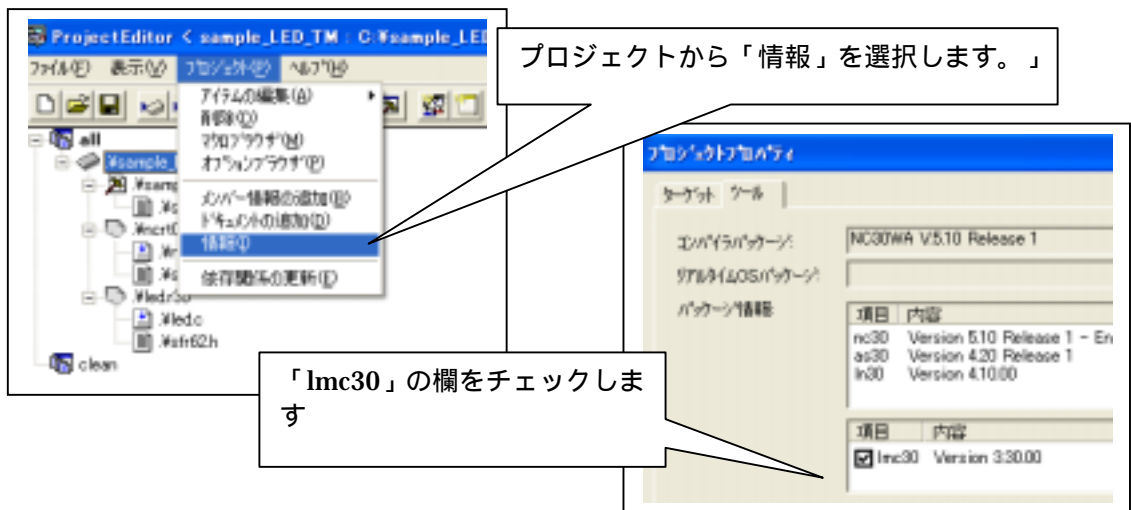 ProjectEditor < sample_LED_TM : C:¥sample_LED
ﾌｧｲﾙ(F) 表示(V) ﾌﾟﾛｼﾞｪｸﾄ(P) ﾍﾙﾌﾟ(H)
ｱｲﾃﾑの編集(A)
削除(D)
ﾏｸﾛﾌﾞﾗｳｻﾞ(M)
ｵﾌﾟｼｮﾝﾌﾞﾗｳｻﾞ(P)
ﾒﾝﾊﾞｰ情報の追加(B)
ﾄﾞｷｭﾒﾝﾄの追加(D)
情報(I)
依存関係の更新(E)
all
.¥sample_
.¥samp
.¥s
.¥ncrt0
.¥led.r30
.¥led.c
.¥sfr62.h
clean
プロジェクトから「情報」を選択します。」
ﾌﾟﾛｼﾞｪｸﾄﾌﾟﾛﾊﾟﾃｨ
ﾀｰｹﾞｯﾄ ﾂｰﾙ
ｺﾝﾊﾟｲﾗﾊﾟｯｹｰｼﾞ: NC30WA V.5.10 Release 1
ﾘｱﾙﾀｲﾑOSﾊﾟｯｹｰｼﾞ:
ﾊﾟｯｹｰｼﾞ情報:
項目 内容
nc30 Version 5.10 Release 1 - En
as30 Version 4.20 Release 1
ln30 Version 4.10.00
項目 内容
lmc30 Version 3.30.00
「lmc30」の欄をチェックしま
す